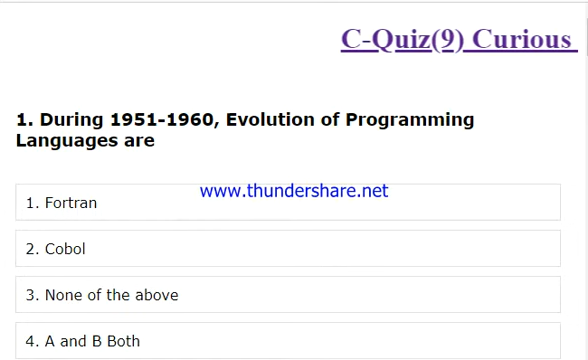 C-Quiz(9) Curious
1. During 1951-1960, Evolution of Programming
Languages are
www.thundershare.net
1. Fortran
2. Cobol
3. None of the above
4. A and B Both